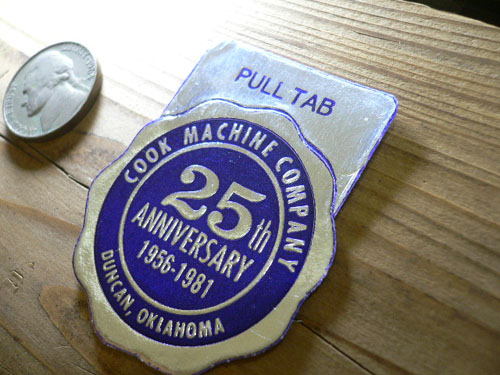 PULL TAB
COOK MACHINE COMPANY
25th
ANNIVERSARY
1956-1981
DUNCAN, OKLAHOMA